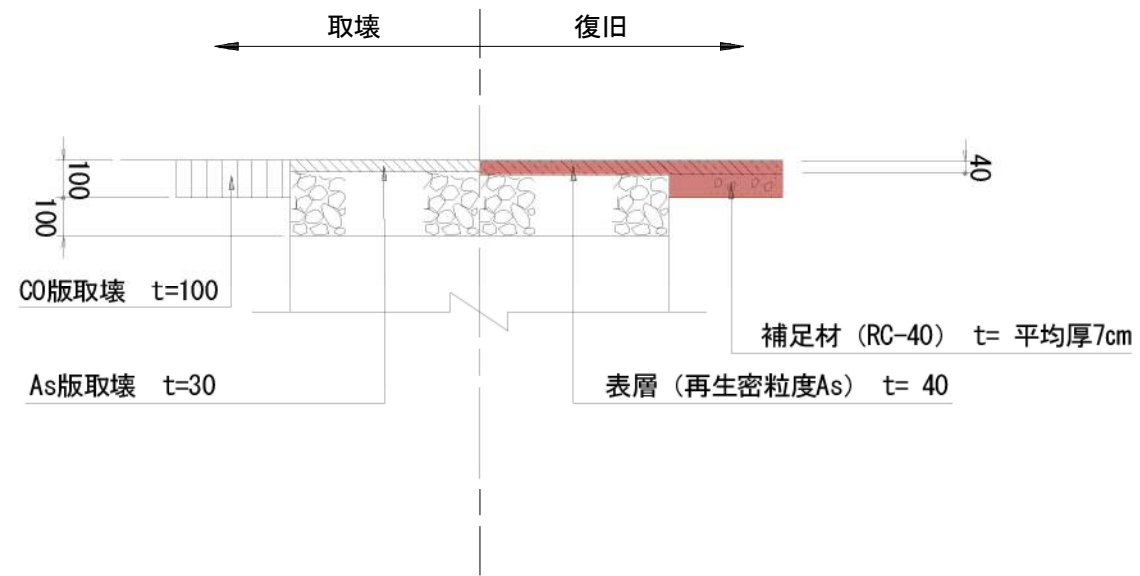 取壊
復旧
100
40
100
CO版取壊 t=100
補足材（RC-40） t= 平均厚7cm
As版取壊 t=30
表層（再生密粒度As） t= 40